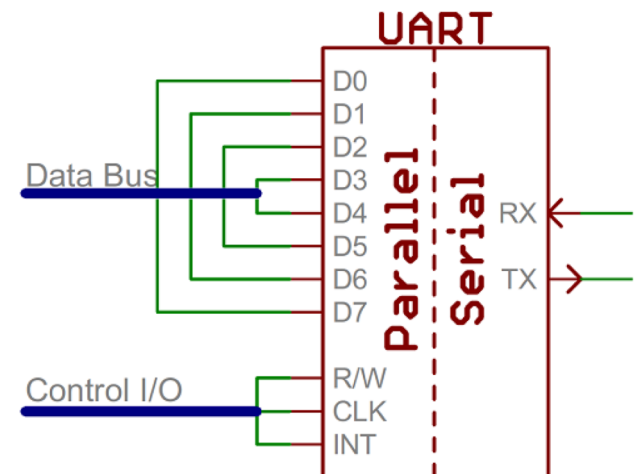 UART
D0
D1
D2
Data Bus
D3
D4
D5
D6
D7
Parallel
Serial
RX
TX
Control I/O
R/W
CLK
INT